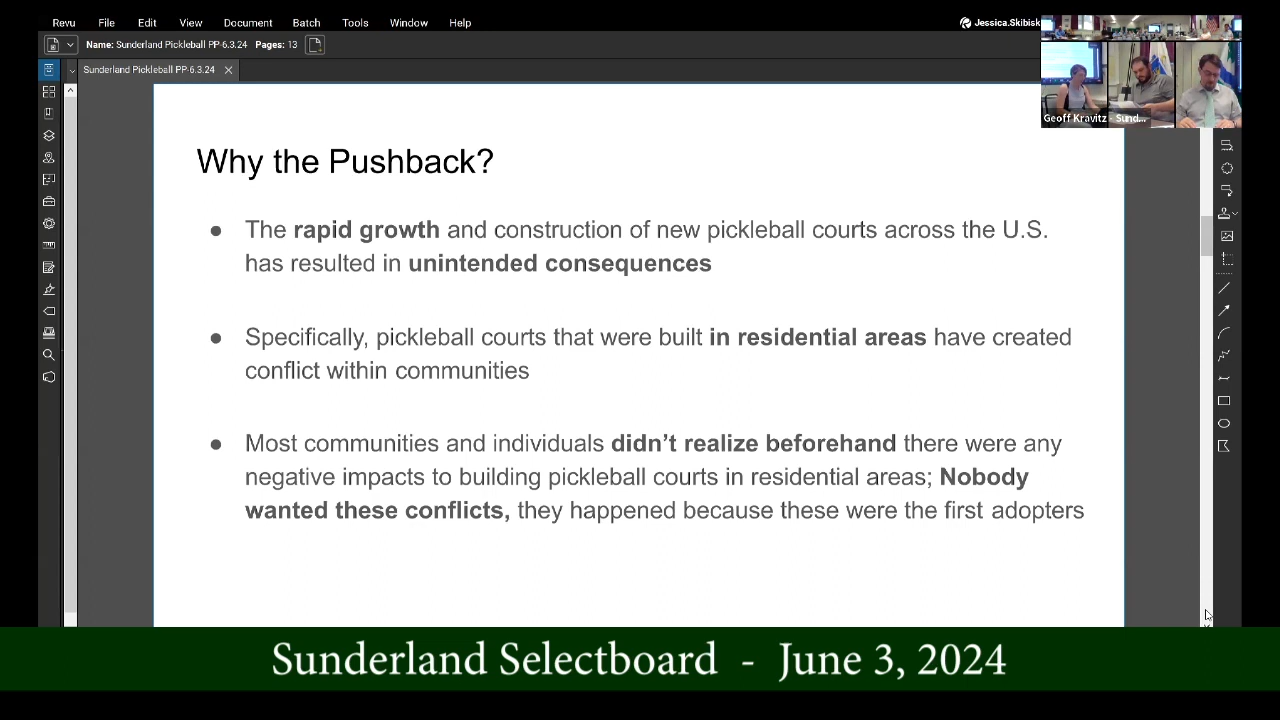 Revu File Edit View Document Batch Tools Window Help
Jessica.Skibisk
Name: Sunderland Pickleball PP-6.3.24 Pages: 13
Sunderland Pickleball PP-6.3.24
Geoff Kravitz - Sund...
Why the Pushback?
● The rapid growth and construction of new pickleball courts across the U.S.
has resulted in unintended consequences
● Specifically, pickleball courts that were built in residential areas have created
conflict within communities
● Most communities and individuals didn’t realize beforehand there were any
negative impacts to building pickleball courts in residential areas; Nobody
wanted these conflicts, they happened because these were the first adopters
Sunderland Selectboard - June 3, 2024